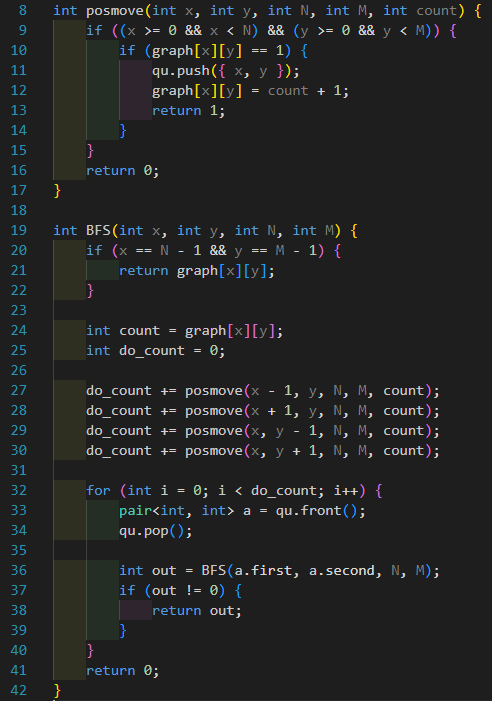 8 int posmove(int x, int y, int N, int M, int count) {
9     if ((x >= 0 && x < N) && (y >= 0 && y < M)) {
10         if (graph[x][y] == 1) {
11             qu.push({ x, y });
12             graph[x][y] = count + 1;
13             return 1;
14         }
15     }
16     return 0;
17 }
18
19 int BFS(int x, int y, int N, int M) {
20     if (x == N - 1 && y == M - 1) {
21         return graph[x][y];
22     }
23
24     int count = graph[x][y];
25     int do_count = 0;
26
27     do_count += posmove(x - 1, y, N, M, count);
28     do_count += posmove(x + 1, y, N, M, count);
29     do_count += posmove(x, y - 1, N, M, count);
30     do_count += posmove(x, y + 1, N, M, count);
31
32     for (int i = 0; i < do_count; i++) {
33         pair<int, int> a = qu.front();
34         qu.pop();
35
36         int out = BFS(a.first, a.second, N, M);
37         if (out != 0) {
38             return out;
39         }
40     }
41     return 0;
42 }